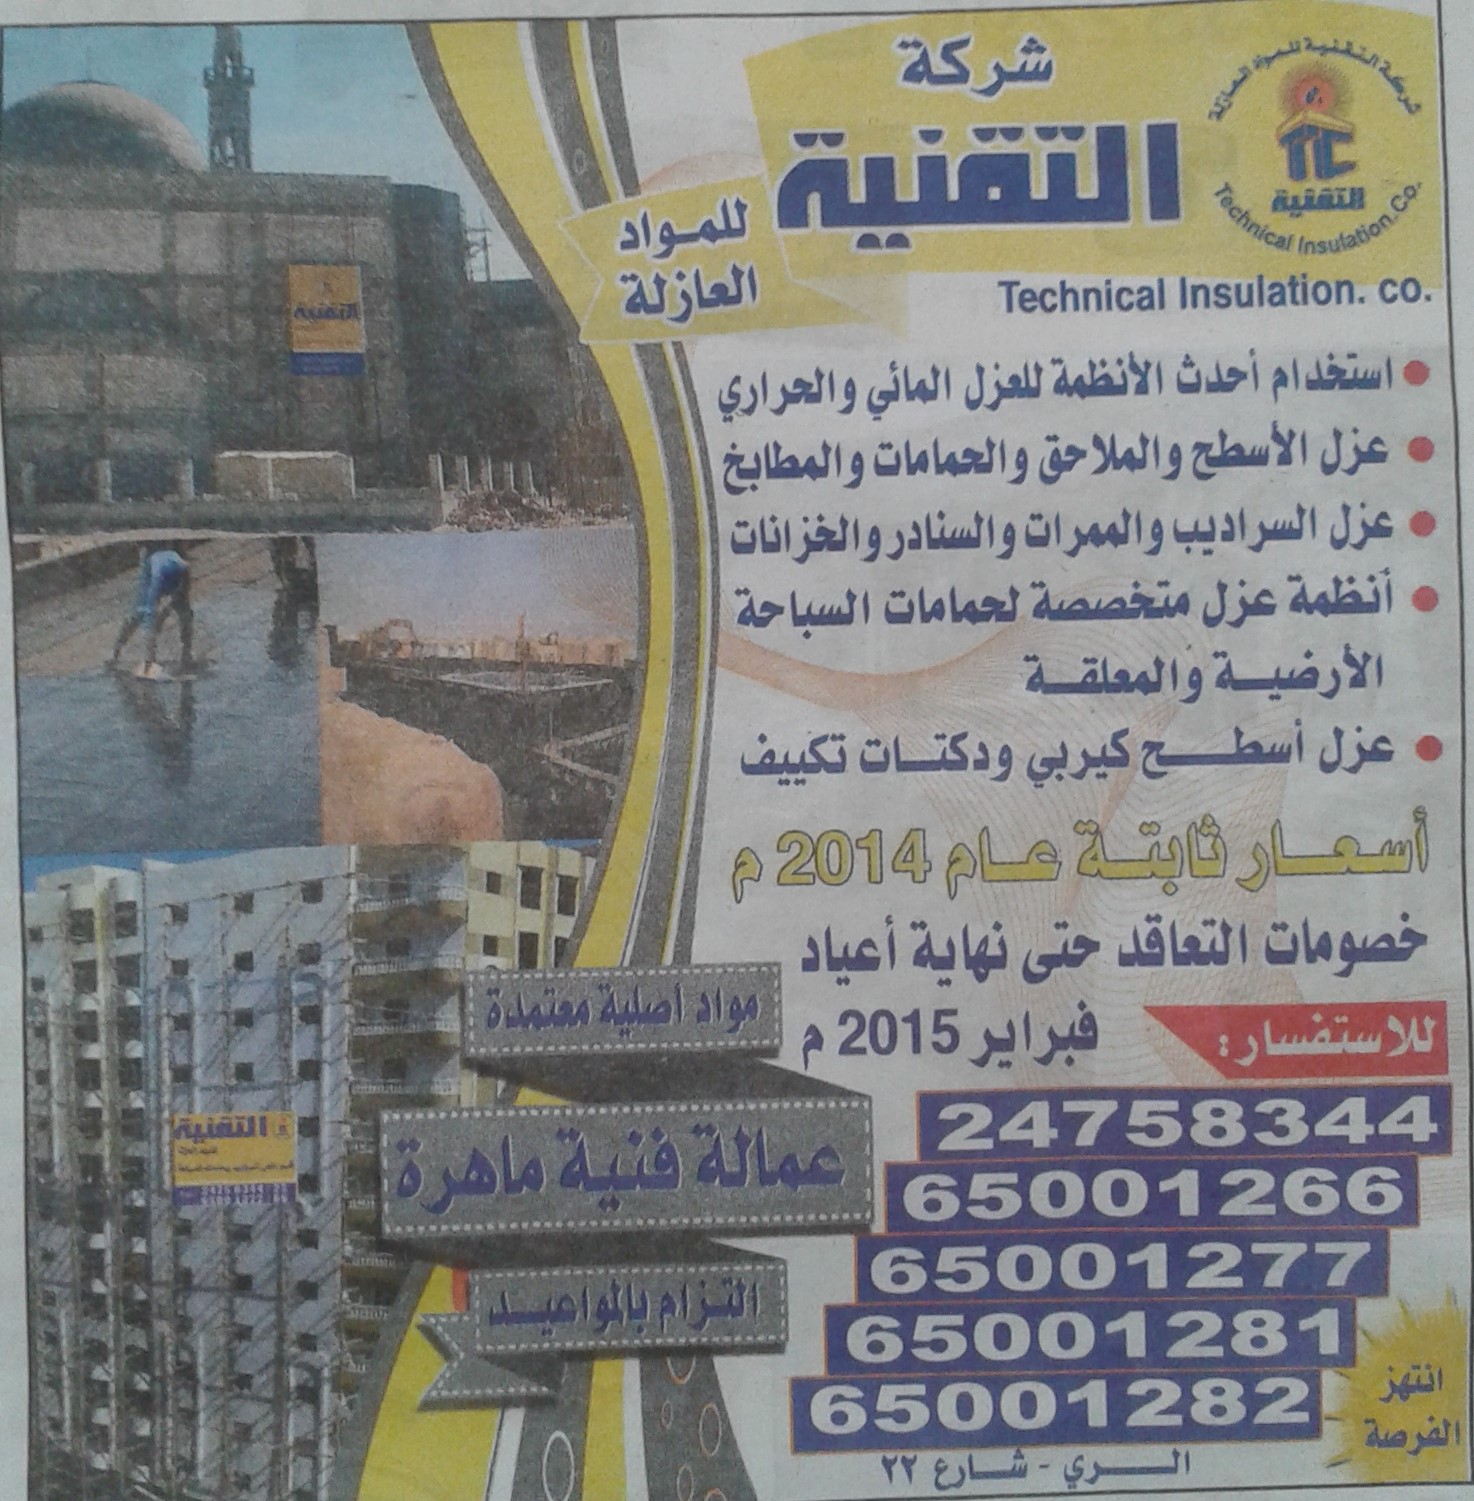 شركة
التقنية
للمواد
العازلة
شركة التقنية للمواد العازلة
TIC
التقنية
Technical Insulation.Co.
Technical Insulation. co.
استخدام أحدث الأنظمة للعزل المائي والحراري
عزل الأسطح والملاحق والحمامات والمطابخ
عزل السراديب والممرات والسنادر والخزانات
أنظمة عزل متخصصة لحمامات السباحة
الأرضية والمعلقة
عزل أسطح كيربي ودكتات تكييف
أسعار ثابتة عام 2014 م
خصومات التعاقد حتى نهاية أعياد
فبراير 2015 م
للاستفسار:
24758344
65001266
65001277
65001281
65001282
الري - شارع ٢٢
انتهز
الفرصة
مواد أصلية معتمدة
عمالة فنية ماهرة
التزام بالمواعيد
التقنية
التقنية